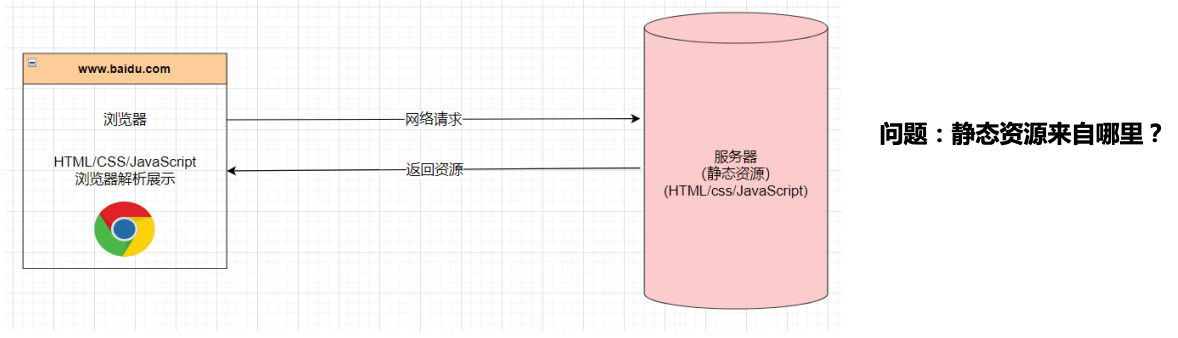 www.baidu.com
浏览器
HTML/CSS/JavaScript
浏览器解析展示
网络请求
返回资源
服务器
(静态资源)
(HTML/css/JavaScript)
问题：静态资源来自哪里？